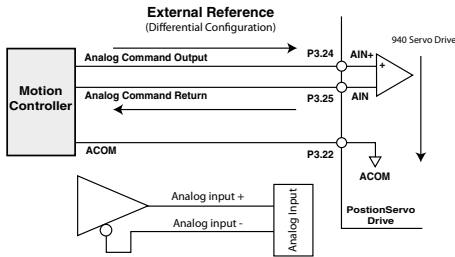 External Reference
(Differential Configuration)
940 Servo Drive
P3.24
AIN+
Analog Command Output
+
Motion
Controller
Analog Command Return
P3.25
AIN
ACOM
P3.22
ACOM
Analog input +
Analog input -
Analog Input
PostionServo
Drive